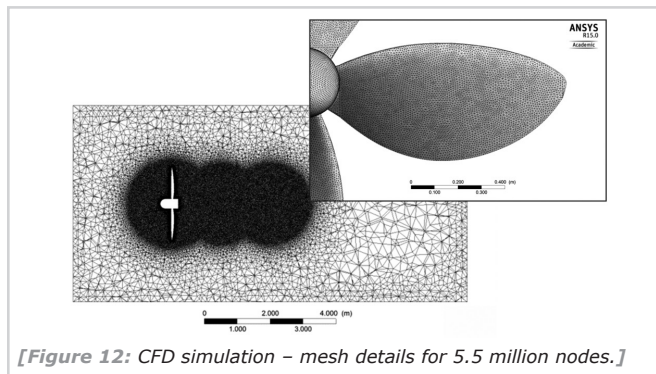 ANSYS
R15.0
Academic
0 0.200 0.400 (m)
0.100 0.300
0 2.000 4.000 (m)
1.000 3.000
[Figure 12: CFD simulation – mesh details for 5.5 million nodes.]